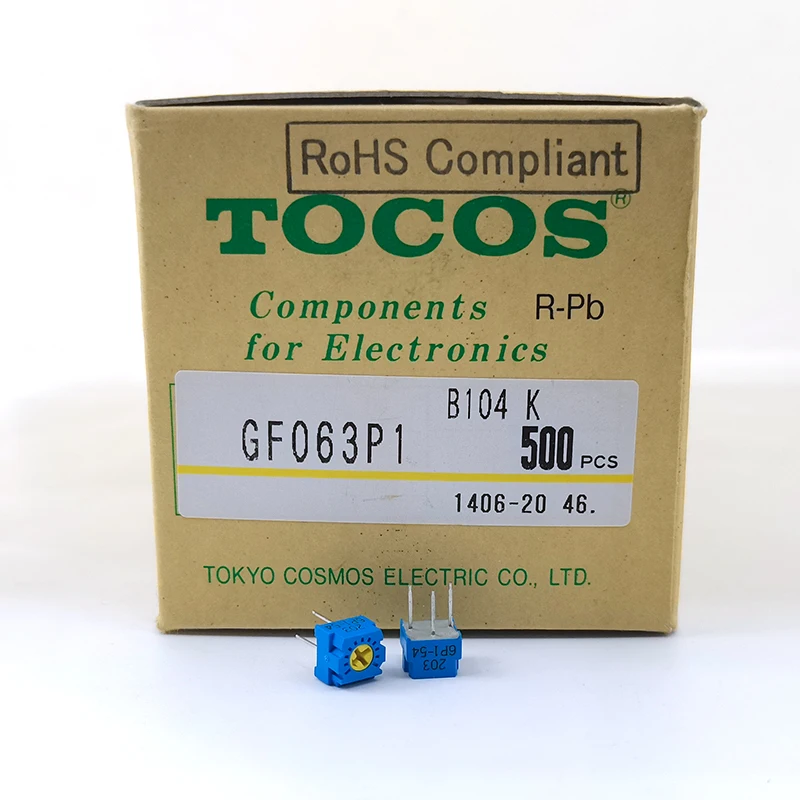 RoHS Compliant
TOCOS®
Components R-Pb
for Electronics
B104 K
GF063P1 500 PCS
1406-20 46.
TOKYO COSMOS ELECTRIC CO., LTD.
203
6P1-54